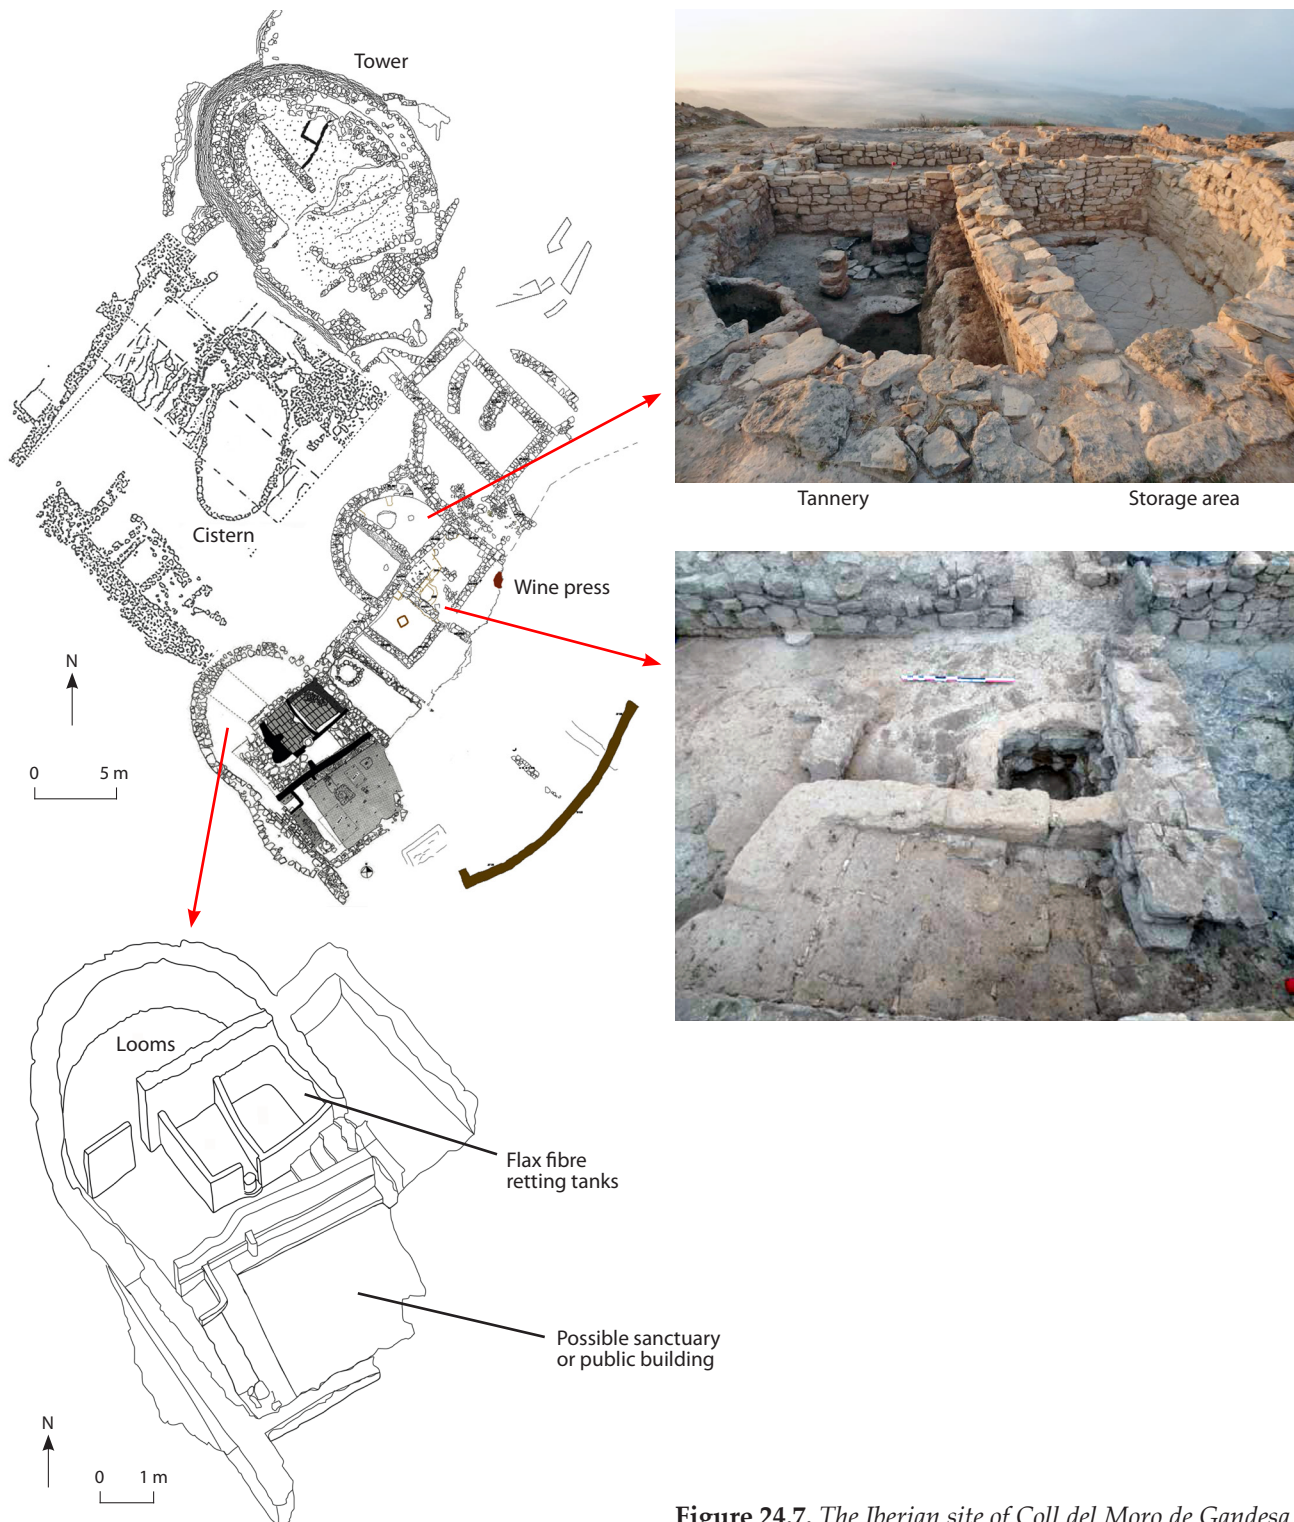 Tower
Cistern
Wine press
N
0 5 m
Tannery
Storage area
Looms
Flax fibre
retting tanks
Possible sanctuary
or public building
N
0 1 m
Figure 24.7. The Iberian site of Coll del Moro de Gandesa